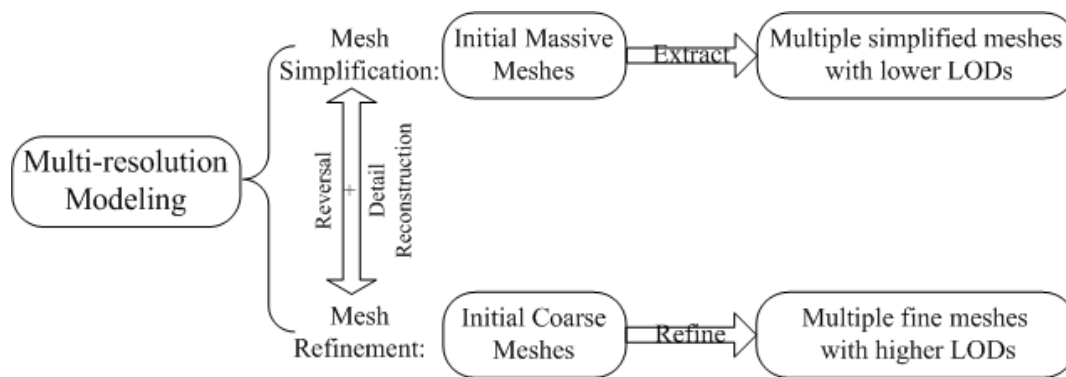 Multi-resolution
Modeling
Mesh
Simplification:
Initial Massive
Meshes
Extract
Multiple simplified meshes
with lower LODs
Reversal
+
Detail
Reconstruction
Mesh
Refinement:
Initial Coarse
Meshes
Refine
Multiple fine meshes
with higher LODs